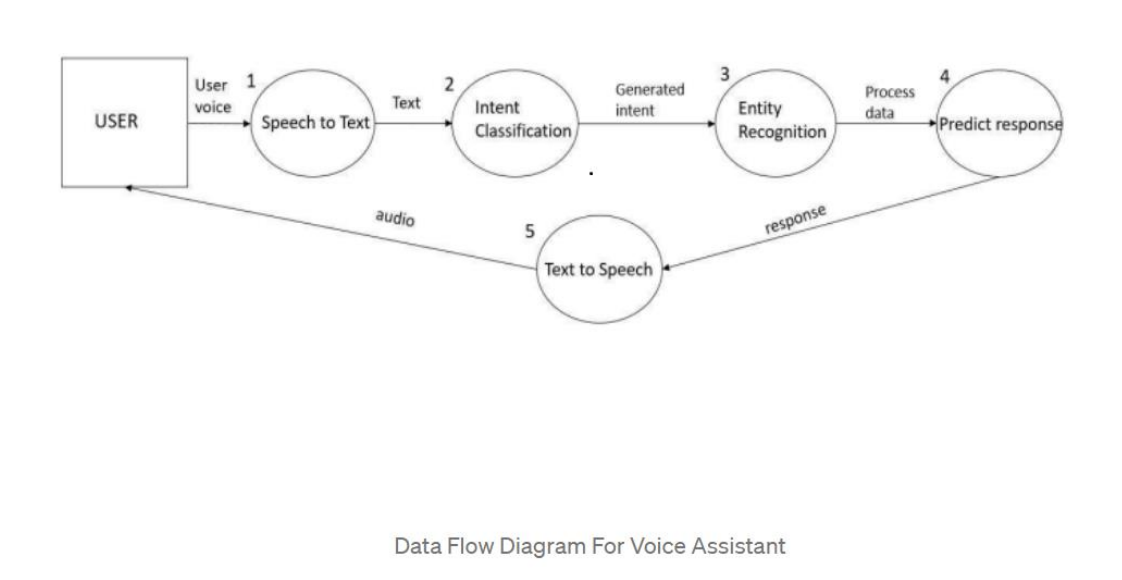 USER
User
voice
1
Speech to Text
Text
2
Intent
Classification
Generated
intent
3
Entity
Recognition
Process
data
4
Predict response
response
5
Text to Speech
audio
Data Flow Diagram For Voice Assistant